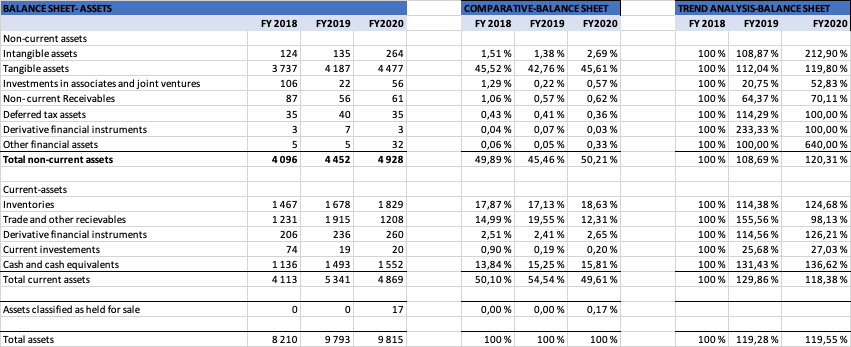 BALANCE SHEET- ASSETS COMPARATIVE-BALANCE SHEET TREND ANALYSIS-BALANCE SHEET
FY 2018 FY2019 FY2020 FY 2018 FY2019 FY2020 FY 2018 FY2019 FY2020
Non-current assets
Intangible assets 124 135 264 1,51 % 1,38 % 2,69 % 100 % 108,87 % 212,90 %
Tangible assets 3 737 4 187 4 477 45,52 % 42,76 % 45,61 % 100 % 112,04 % 119,80 %
Investments in associates and joint ventures 106 22 56 1,29 % 0,22 % 0,57 % 100 % 20,75 % 52,83 %
Non- current Receivables 87 56 61 1,06 % 0,57 % 0,62 % 100 % 64,37 % 70,11 %
Deferred tax assets 35 40 35 0,43 % 0,41 % 0,36 % 100 % 114,29 % 100,00 %
Derivative financial instruments 3 7 3 0,04 % 0,07 % 0,03 % 100 % 233,33 % 100,00 %
Other financial assets 5 5 32 0,06 % 0,05 % 0,33 % 100 % 100,00 % 640,00 %
Total non-current assets 4 096 4 452 4 928 49,89 % 45,46 % 50,21 % 100 % 108,69 % 120,31 %
Current-assets
Inventories 1 467 1 678 1 829 17,87 % 17,13 % 18,63 % 100 % 114,38 % 124,68 %
Trade and other recievables 1 231 1 915 1208 14,99 % 19,55 % 12,31 % 100 % 155,56 % 98,13 %
Derivative financial instruments 206 236 260 2,51 % 2,41 % 2,65 % 100 % 114,56 % 126,21 %
Current investements 74 19 20 0,90 % 0,19 % 0,20 % 100 % 25,68 % 27,03 %
Cash and cash equivalents 1 136 1 493 1 552 13,84 % 15,25 % 15,81 % 100 % 131,43 % 136,62 %
Total current assets 4 113 5 341 4 869 50,10 % 54,54 % 49,61 % 100 % 129,86 % 118,38 %
Assets classified as held for sale 0 0 17 0,00 % 0,00 % 0,17 %
Total assets 8 210 9 793 9 815 100 % 100 % 100 % 100 % 119,28 % 119,55 %